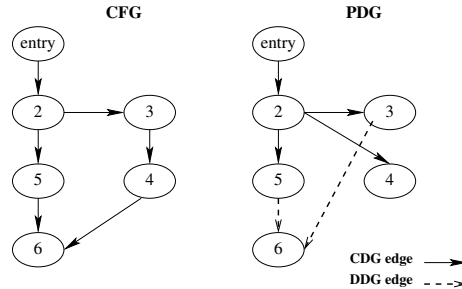 CFG PDG
entry entry
2 3 2 3
5 4 5 4
6 6
CDG edge
DDG edge